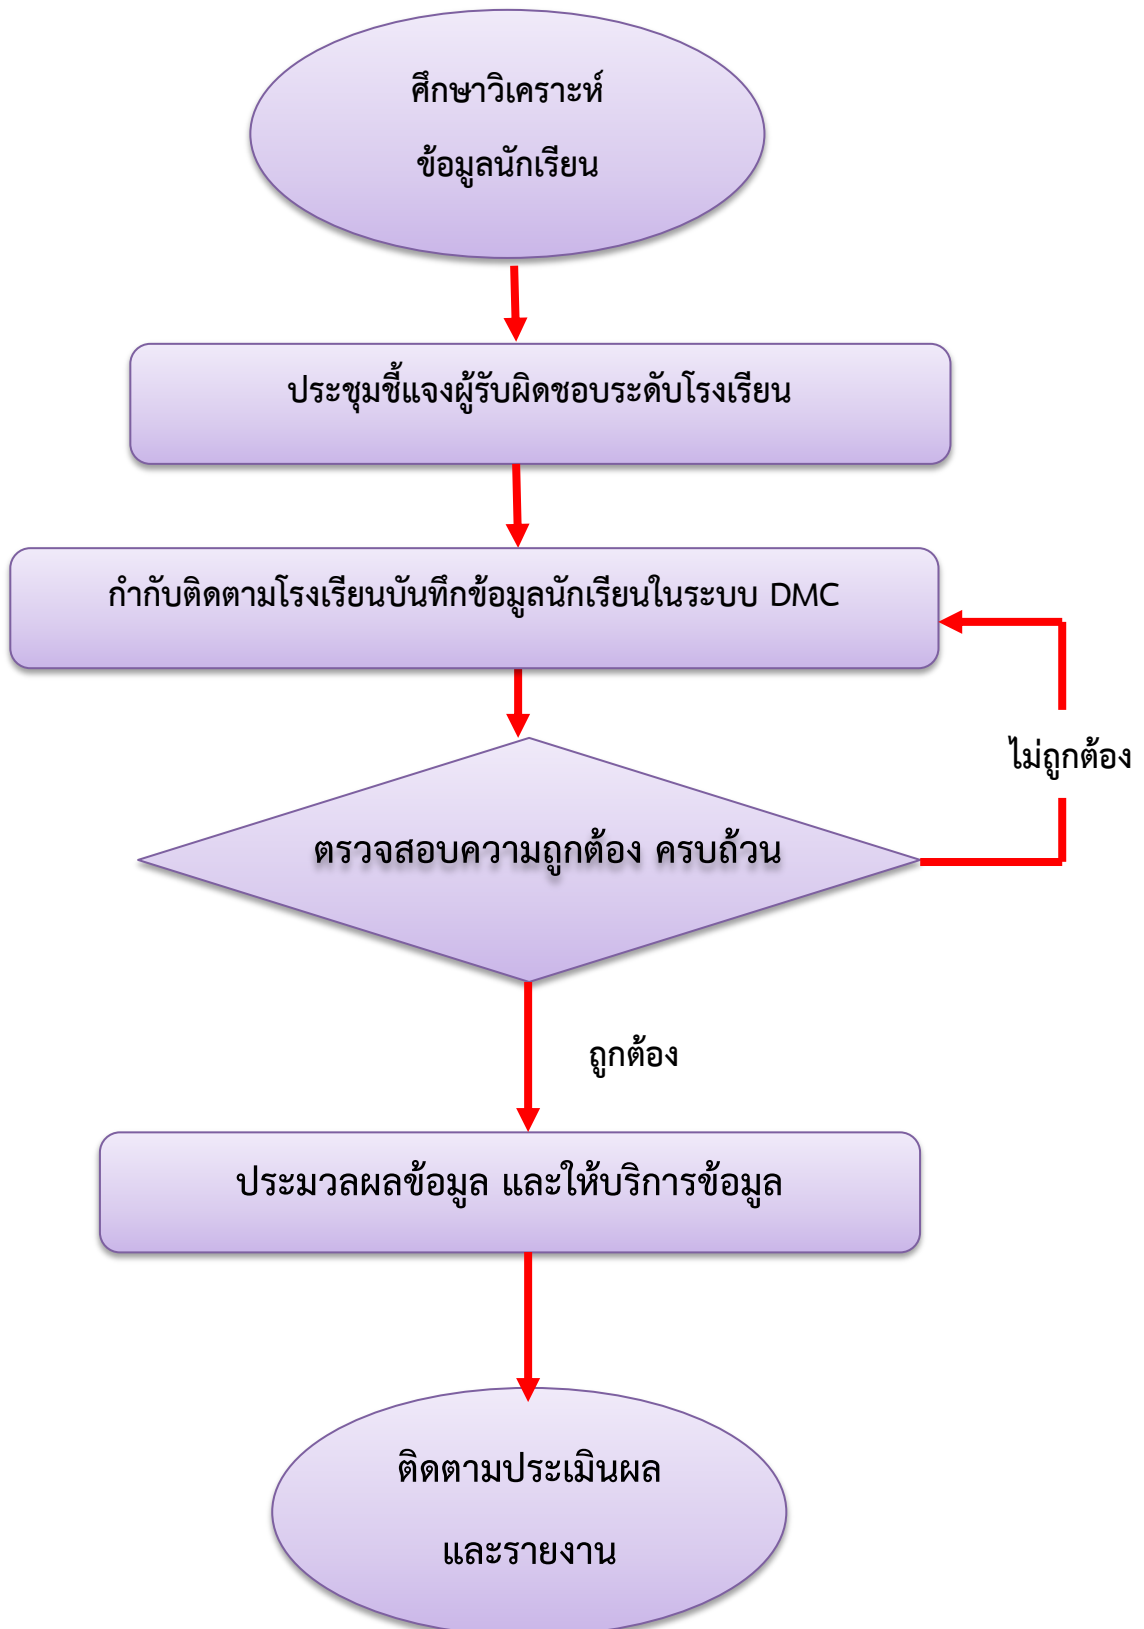 ศึกษาวิเคราะห์
ข้อมูลนักเรียน
ประชุมชี้แจงผู้รับผิดชอบระดับโรงเรียน
กำกับติดตามโรงเรียนบันทึกข้อมูลนักเรียนในระบบ DMC
ไม่ถูกต้อง
ตรวจสอบความถูกต้อง ครบถ้วน
ถูกต้อง
ประมวลผลข้อมูล และให้บริการข้อมูล
ติดตามประเมินผล
และรายงาน